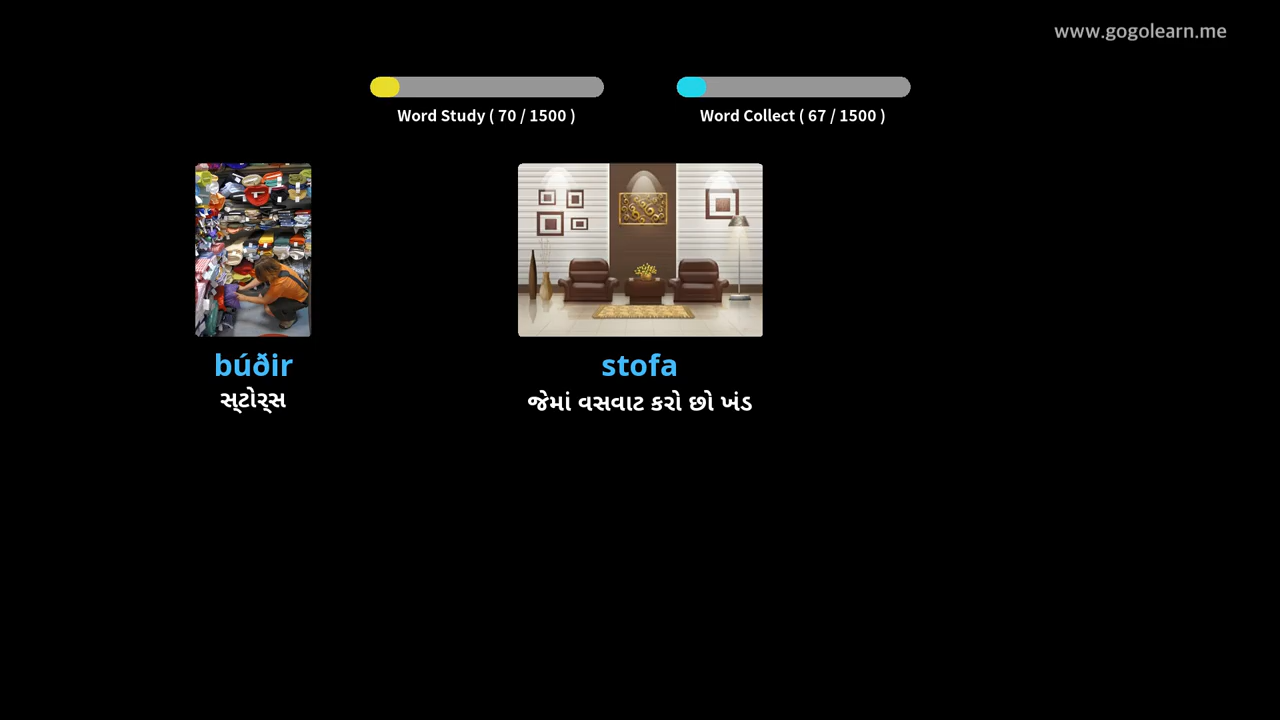 www.gogolearn.me
Word Study ( 70 / 1500 )
Word Collect ( 67 / 1500 )
búðir
સ્ટોર્સ
stofa
જેમાં વસવાટ કરો છો ખંડ